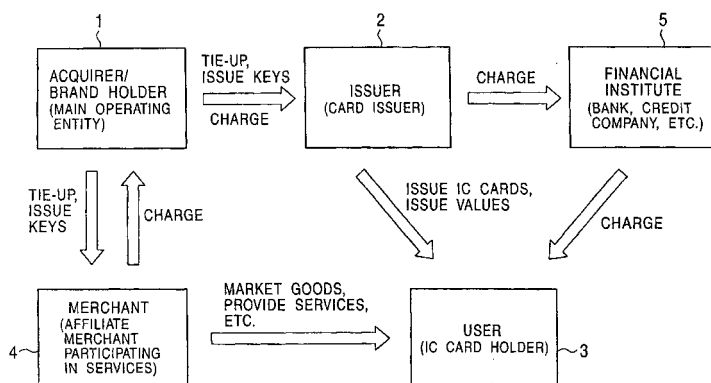 1
2
5
ACQUIRER/
BRAND HOLDER
(MAIN OPERATING
ENTITY)
TIE-UP,
ISSUE KEYS
CHARGE
ISSUER
(CARD ISSUER)
CHARGE
FINANCIAL
INSTITUTE
(BANK, CREDIT
COMPANY, ETC.)
TIE-UP,
ISSUE
KEYS
CHARGE
ISSUE IC CARDS,
ISSUE VALUES
CHARGE
4
MERCHANT
(AFFILIATE
MERCHANT
PARTICIPATING
IN SERVICES)
MARKET GOODS,
PROVIDE SERVICES,
ETC.
USER
(IC CARD HOLDER)
3